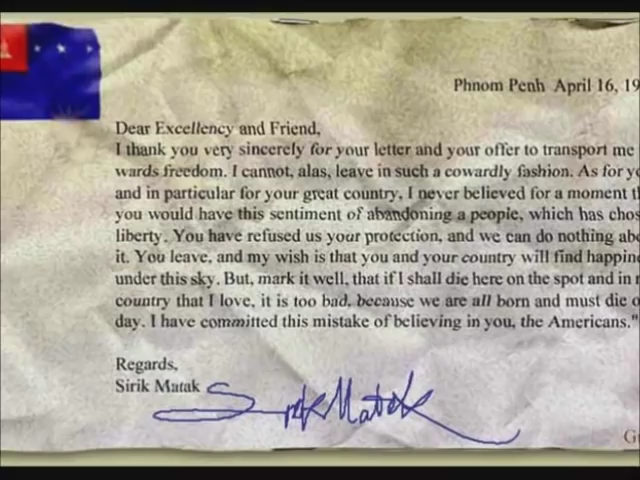 Phnom Penh April 16, 19
Dear Excellency and Friend,
I thank you very sincerely for your letter and your offer to transport me
wards freedom. I cannot, alas, leave in such a cowardly fashion. As for yo
and in particular for your great country, I never believed for a moment th
you would have this sentiment of abandoning a people, which has chos
liberty. You have refused us your protection, and we can do nothing abo
it. You leave, and my wish is that you and your country will find happine
under this sky. But, mark it well, that if I shall die here on the spot and in
country that I love, it is too bad, because we are all born and must die o
day. I have committed this mistake of believing in you, the Americans."
Regards,
Sirik Matak
Sirik Matak